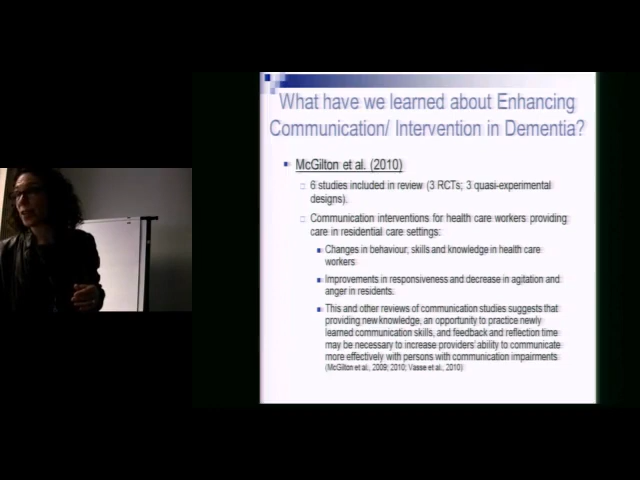 What have we learned about Enhancing
Communication/ Intervention in Dementia?
McGilton et al. (2010)
6 studies included in review (3 RCTs; 3 quasi-experimental
designs).
Communication interventions for health care workers providing
care in residential care settings:
Changes in behaviour, skills and knowledge in health care
workers
Improvements in responsiveness and decrease in agitation and
anger in residents.
This and other reviews of communication studies suggests that
providing new knowledge, an opportunity to practice newly
learned communication skills, and feedback and reflection time
may be necessary to increase providers' ability to communicate
more effectively with persons with communication impairments
(McGilton et al., 2009; 2010; Vasse et al., 2010)